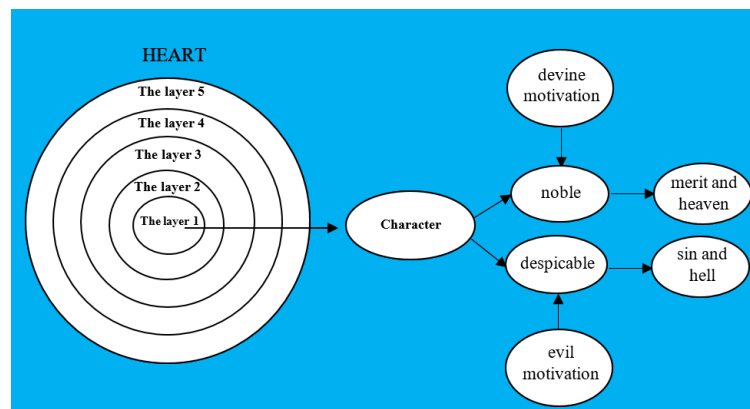 HEART
The layer 5
The layer 4
The layer 3
The layer 2
The layer 1
Character
devine
motivation
noble
merit and
heaven
despicable
sin and
hell
evil
motivation